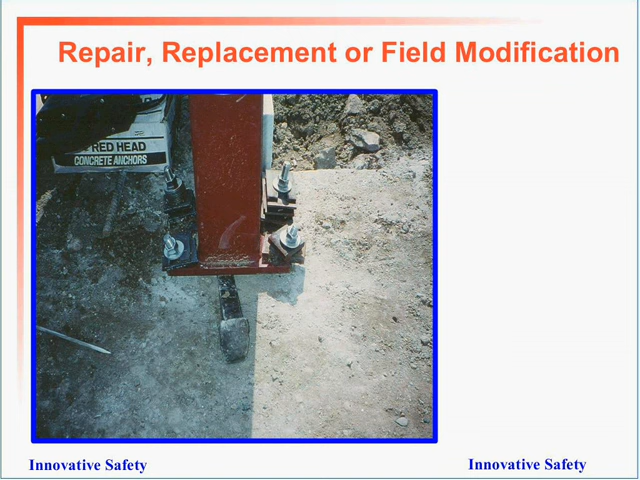 Repair, Replacement or Field Modification
RED HEAD
CONCRETE ANCHORS
Innovative Safety
Innovative Safety